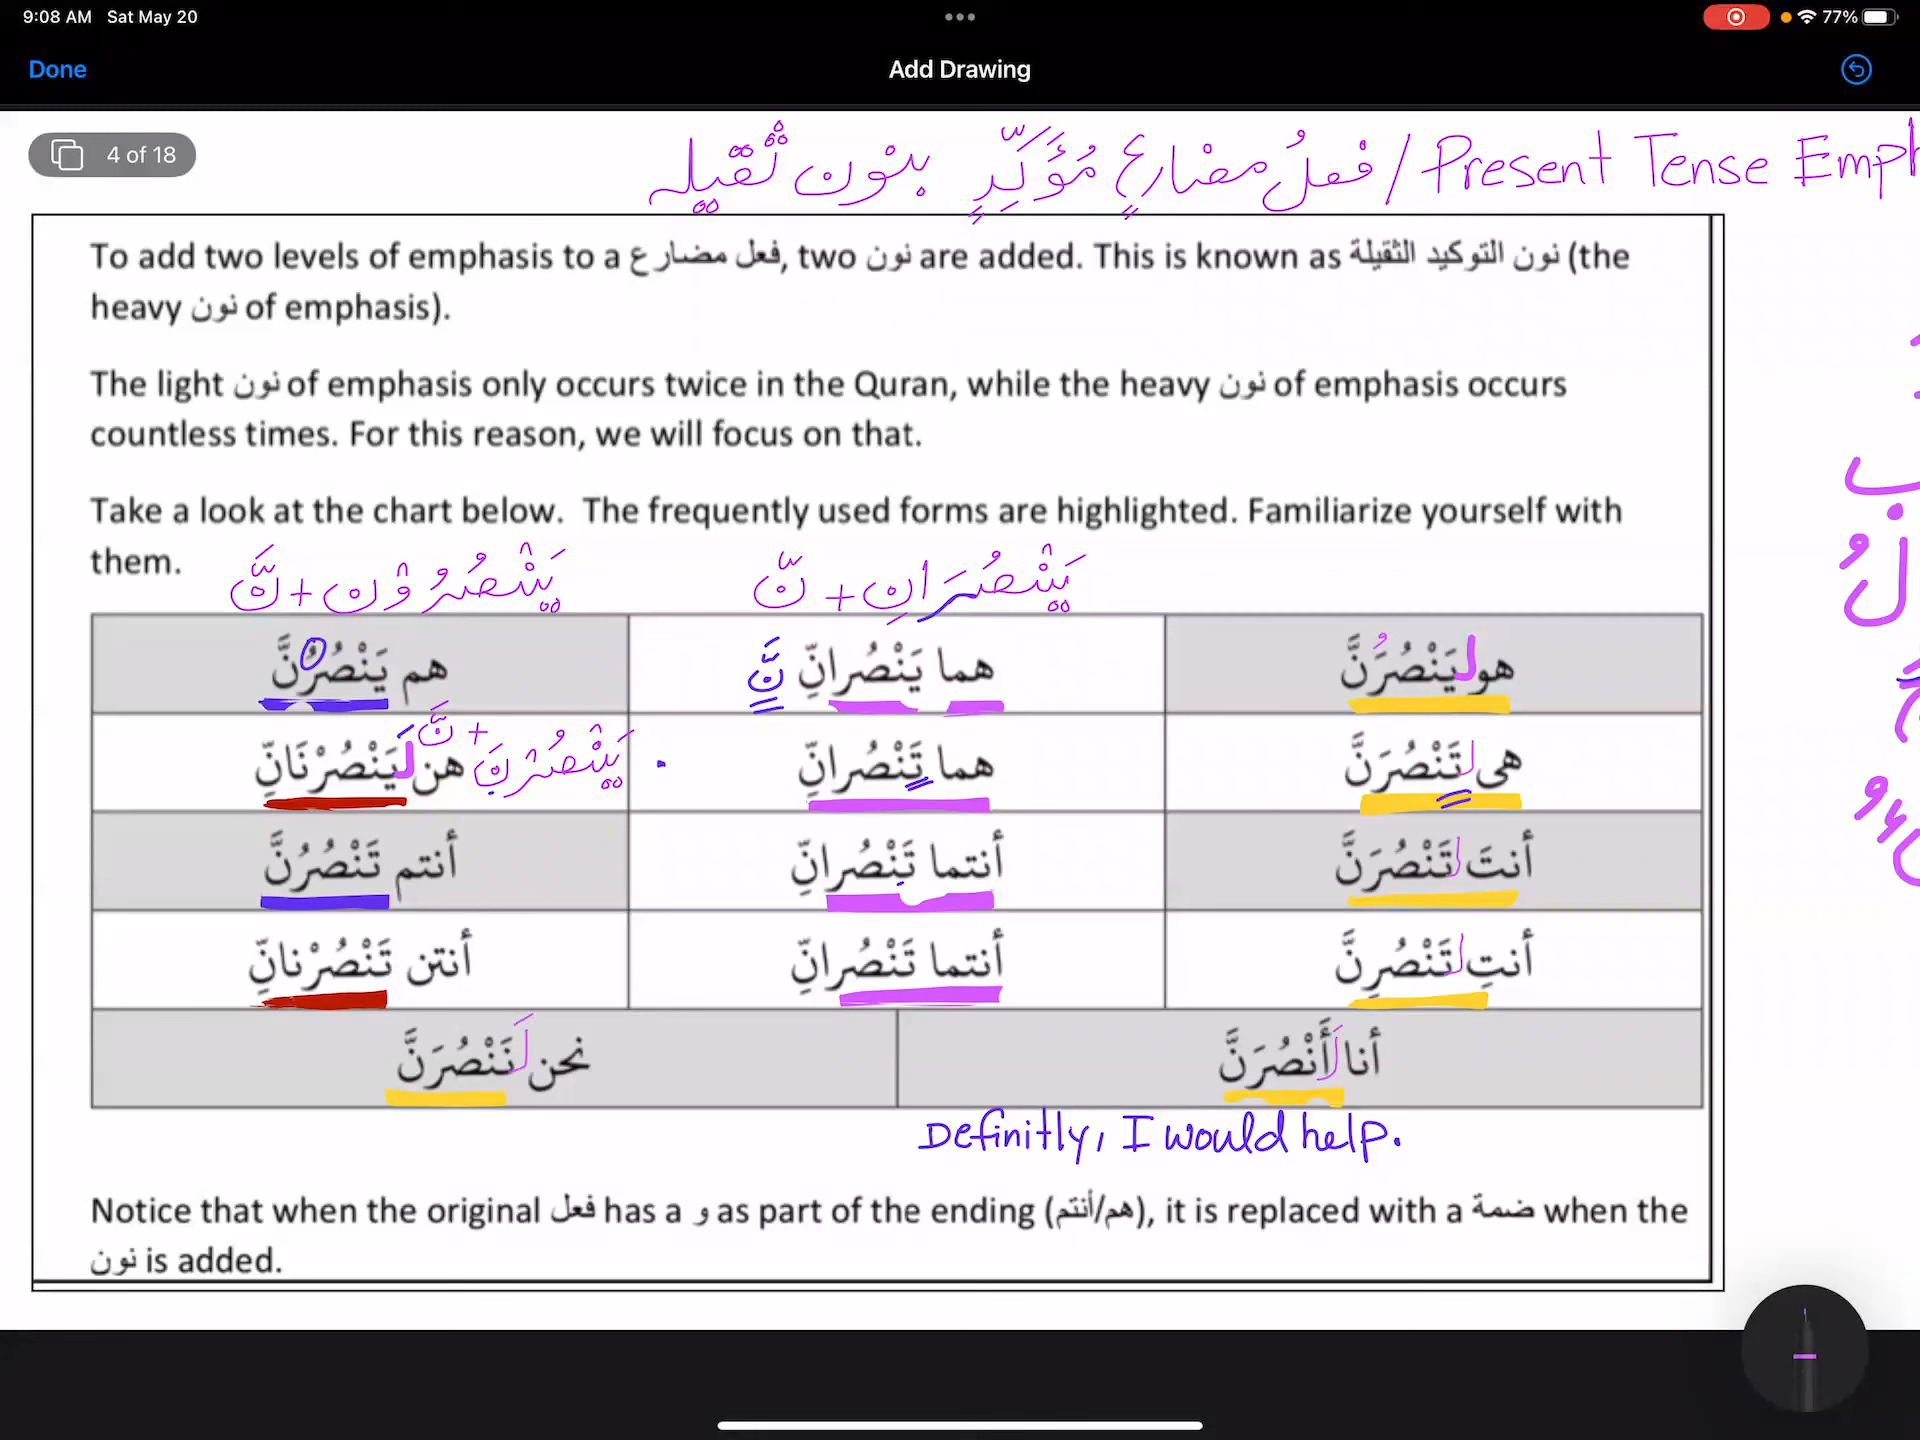 9:08 AM Sat May 20
77%
Done
Add Drawing
4 of 18
فعلُ مضارعٍ مُؤَكِّدٍ بنون ثقيله / Present Tense Emph
To add two levels of emphasis to a فعل مضارع, two نون are added. This is known as نون التوكيد الثقيلة (the
heavy نون of emphasis).
The light نون of emphasis only occurs twice in the Quran, while the heavy نون of emphasis occurs
countless times. For this reason, we will focus on that.
Take a look at the chart below. The frequently used forms are highlighted. Familiarize yourself with
them.
يَنْصُرَانِ + نّ
يَنْصُرُوْن + نَّ
هو ليَنْصُرَنَّ
هما يَنْصُرانِّ نَّ
هم يَنْصُرُنَّ
هى لتَنْصُرَنَّ
هما تَنْصُرانِّ
يَنْصُرْنَ + نَّ
هن لَيَنْصُرْنَانِّ
أنتَ لتَنْصُرَنَّ
أنتما تَنْصُرانِّ
أنتم تَنْصُرُنَّ
أنتِ لتَنْصُرِنَّ
أنتما تَنْصُرانِّ
أنتن تَنْصُرْنانِّ
أنا لَأَنْصُرَنَّ
نحن لَنَنْصُرَنَّ
Definitly, I would help.
Notice that when the original فعل has a و as part of the ending (هم/أنتم), it is replaced with a ضمة when the
نون is added.